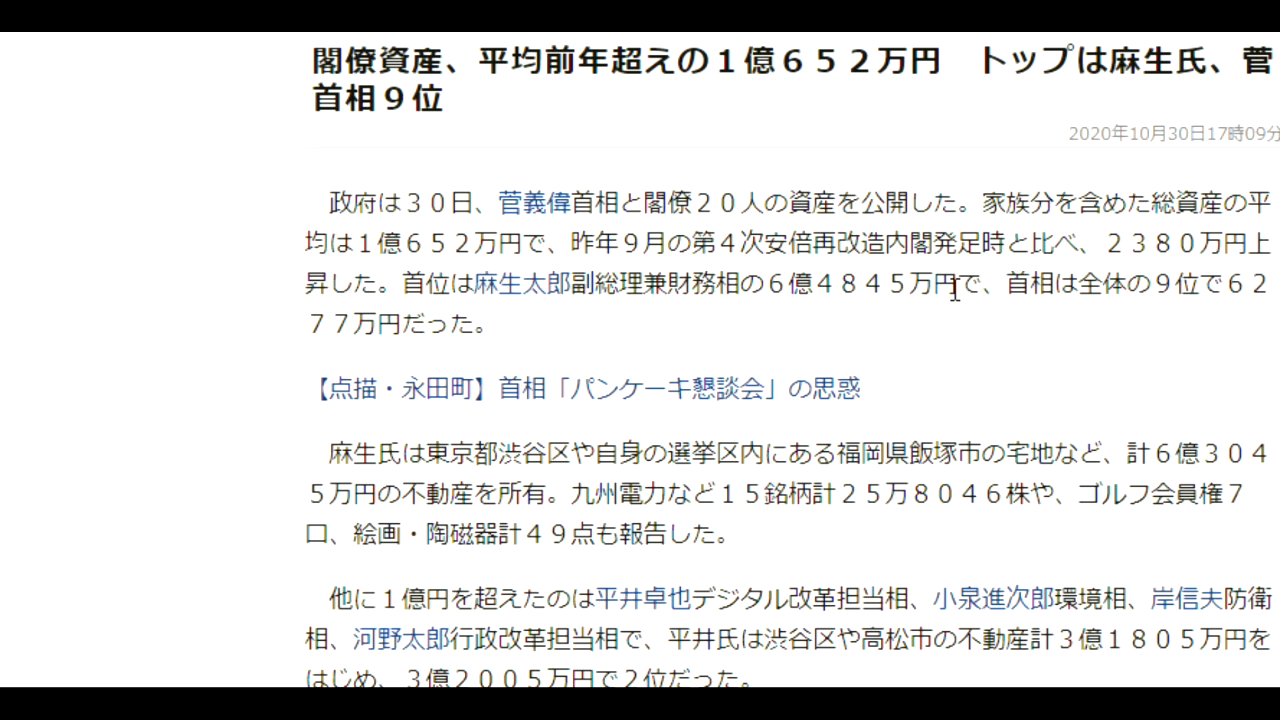 閣僚資産、平均前年超えの１億６５２万円　トップは麻生氏、菅
首相９位
2020年10月30日17時09分
政府は３０日、菅義偉首相と閣僚２０人の資産を公開した。家族分を含めた総資産の平
均は１億６５２万円で、昨年９月の第４次安倍再改造内閣発足時と比べ、２３８０万円上
昇した。首位は麻生太郎副総理兼財務相の６億４８４５万円で、首相は全体の９位で６２
７７万円だった。
【点描・永田町】首相「パンケーキ懇談会」の思惑
麻生氏は東京都渋谷区や自身の選挙区内にある福岡県飯塚市の宅地など、計６億３０４
５万円の不動産を所有。九州電力など１５銘柄計２５万８０４６株や、ゴルフ会員権７
口、絵画・陶磁器計４９点も報告した。
他に１億円を超えたのは平井卓也デジタル改革担当相、小泉進次郎環境相、岸信夫防衛
相、河野太郎行政改革担当相で、平井氏は渋谷区や高松市の不動産計３億１８０５万円を
はじめ、３億２００５万円で２位だった。